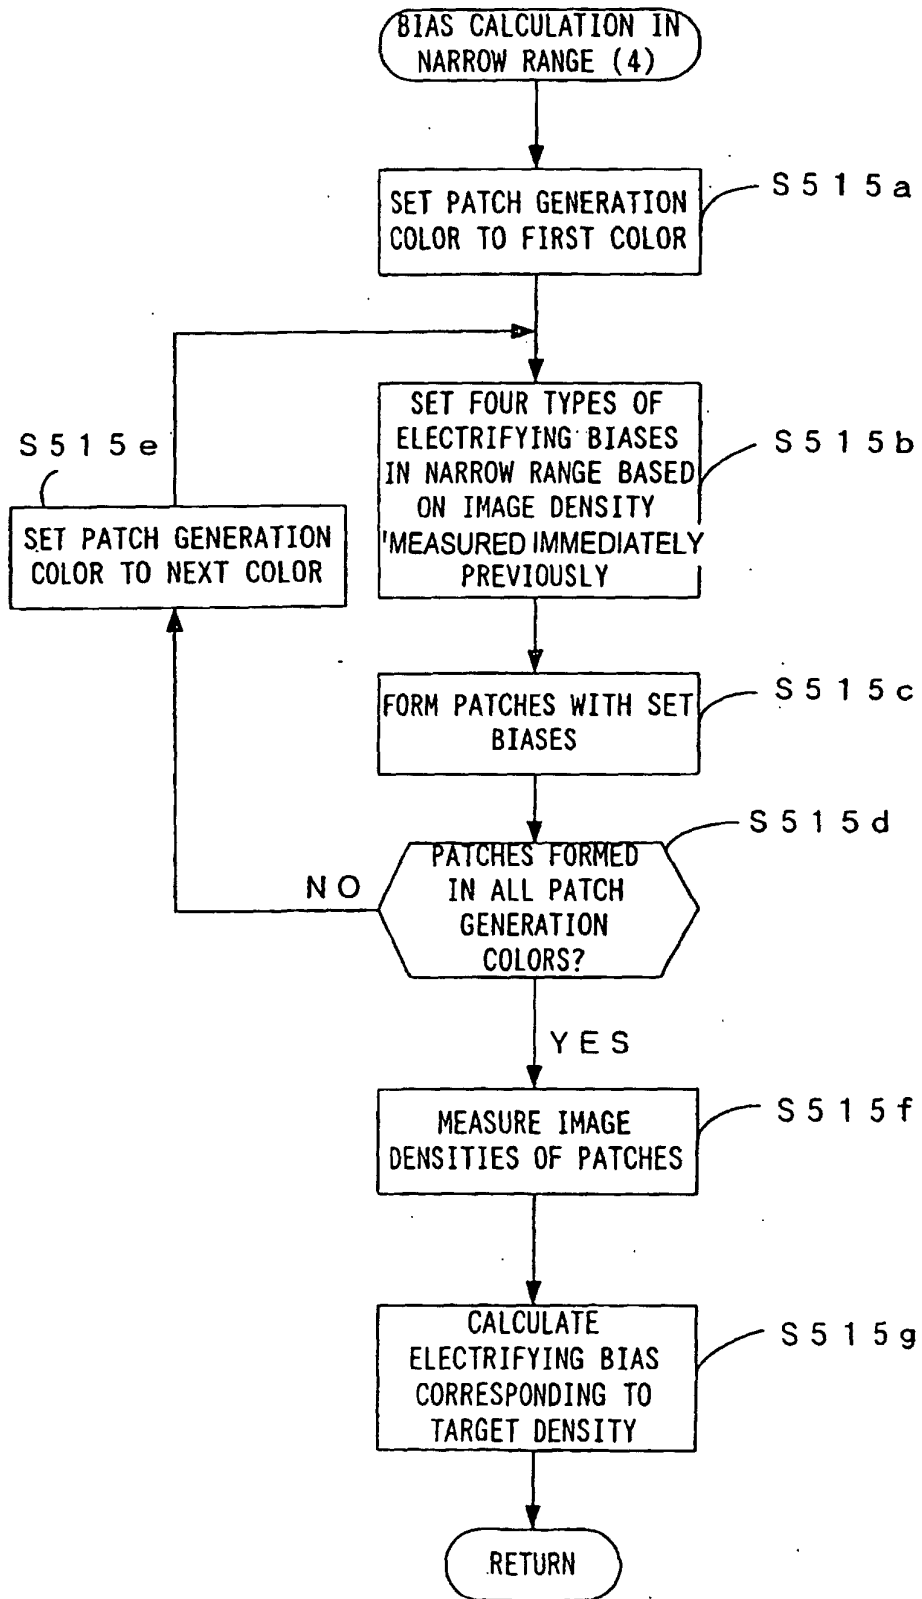 BIAS CALCULATION IN
NARROW RANGE (4)
SET PATCH GENERATION
COLOR TO FIRST COLOR
S515a
SET FOUR TYPES OF
ELECTRIFYING BIASES
IN NARROW RANGE BASED
ON IMAGE DENSITY
'MEASURED IMMEDIATELY
PREVIOUSLY
S515b
S515e
SET PATCH GENERATION
COLOR TO NEXT COLOR
FORM PATCHES WITH SET
BIASES
S515c
PATCHES FORMED
IN ALL PATCH
GENERATION
COLORS?
S515d
NO
YES
MEASURE IMAGE
DENSITIES OF PATCHES
S515f
CALCULATE
ELECTRIFYING BIAS
CORRESPONDING TO
TARGET DENSITY
S515g
RETURN